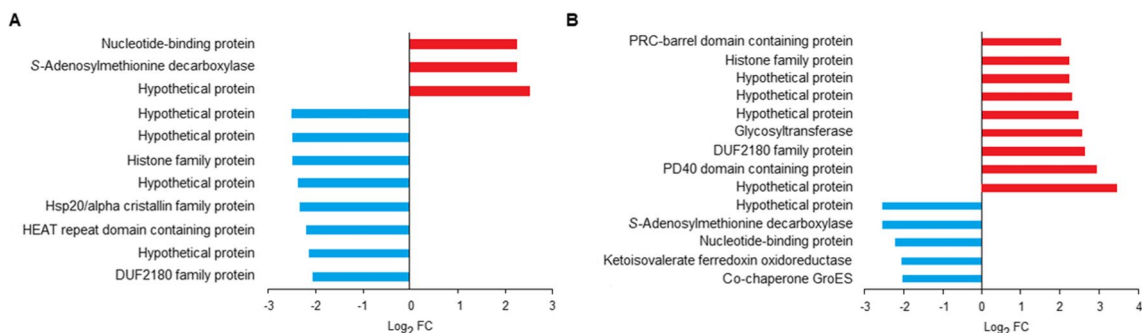 A
Nucleotide-binding protein
S-Adenosylmethionine decarboxylase
Hypothetical protein
Hypothetical protein
Hypothetical protein
Histone family protein
Hypothetical protein
Hsp20/alpha cristallin family protein
HEAT repeat domain containing protein
Hypothetical protein
DUF2180 family protein
-3 -2 -1 0 1 2 3
Log2 FC
B
PRC-barrel domain containing protein
Histone family protein
Hypothetical protein
Hypothetical protein
Hypothetical protein
Glycosyltransferase
DUF2180 family protein
PD40 domain containing protein
Hypothetical protein
Hypothetical protein
S-Adenosylmethionine decarboxylase
Nucleotide-binding protein
Ketoisovalerate ferredoxin oxidoreductase
Co-chaperone GroES
-3 -2 -1 0 1 2 3 4
Log2 FC